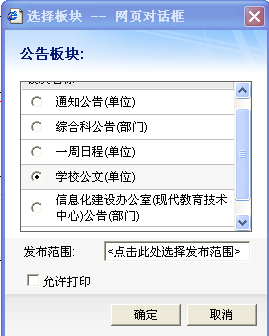 选择板块 -- 网页对话框
公告板块:
通知公告(单位)
综合科公告(部门)
一周日程(单位)
学校公文(单位)
信息化建设办公室(现代教育技术
中心)公告(部门)
发布范围: <点击此处选择发布范围>
允许打印
确定 取消